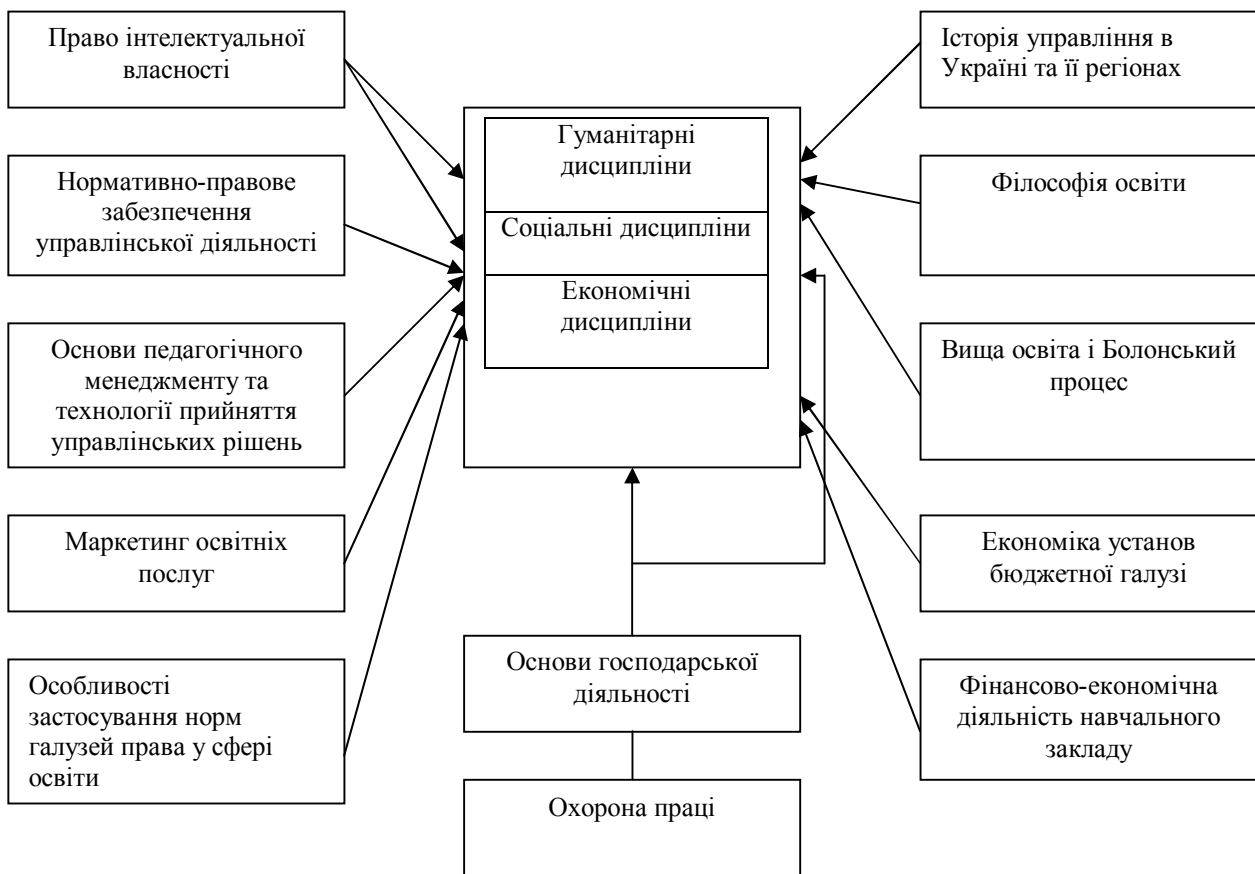 Право інтелектуальної
власності
Нормативно-правове
забезпечення
управлінської діяльності
Основи педагогічного
менеджменту та
технології прийняття
управлінських рішень
Маркетинг освітніх
послуг
Особливості
застосування норм
галузей права у сфері
освіти
Гуманітарні
дисципліни
Соціальні дисципліни
Економічні
дисципліни
Основи господарської
діяльності
Охорона праці
Історія управління в
Україні та її регіонах
Філософія освіти
Вища освіта і Болонський
процес
Економіка установ
бюджетної галузі
Фінансово-економічна
діяльність навчального
закладу